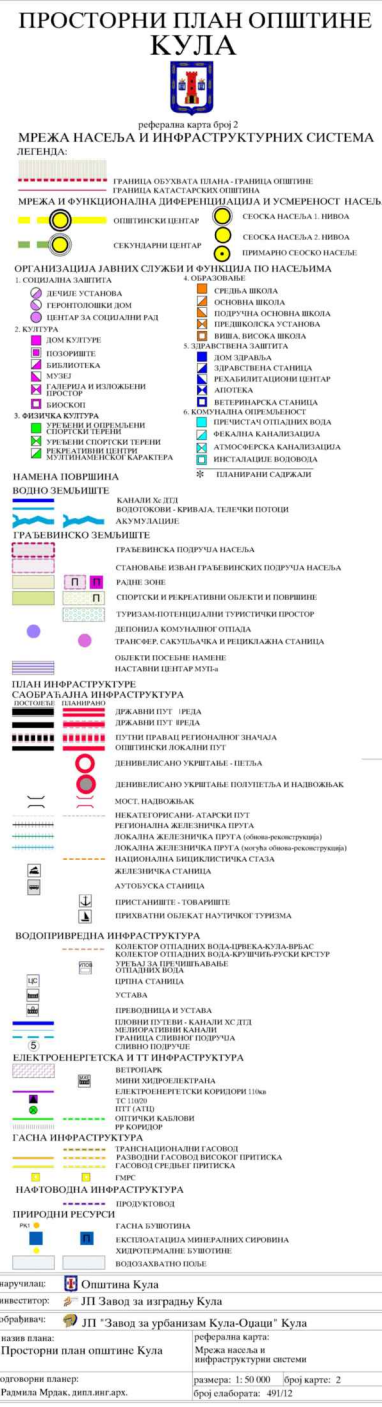 ПРОСТОРНИ ПЛАН ОПШТИНЕ
КУЛА
реферална карта број 2
МРЕЖА НАСЕЉА И ИНФРАСТРУКТУРНИХ СИСТЕМА
ЛЕГЕНДА:
ГРАНИЦА ОБУХВАТА ПЛАНА - ГРАНИЦА ОПШТИНЕ
ГРАНИЦА КАТАСТАРСКИХ ОПШТИНА
МРЕЖА И ФУНКЦИОНАЛНА ДИФЕРЕНЦИЈАЦИЈА И УСМЕРЕНОСТ НАСЕЉ
ОПШТИНСКИ ЦЕНТАР
СЕКУНДАРНИ ЦЕНТАР
СЕОСКА НАСЕЉА 1. НИВОА
СЕОСКА НАСЕЉА 2. НИВОА
ПРИМАРНО СЕОСКО НАСЕЉЕ
ОРГАНИЗАЦИЈА ЈАВНИХ СЛУЖБИ И ФУНКЦИЈА ПО НАСЕЉИМА
1. СОЦИЈАЛНА ЗАШТИТА
ДЕЧИЈЕ УСТАНОВА
ГЕРОНТОЛОШКИ ДОМ
ЦЕНТАР ЗА СОЦИЈАЛНИ РАД
2. КУЛТУРА
ДОМ КУЛТУРЕ
ПОЗОРИШТЕ
БИБЛИОТЕКА
МУЗЕЈ
ГАЛЕРИЈА И ИЗЛОЖБЕНИ
ПРОСТОР
БИОСКОП
3. ФИЗИЧКА КУЛТУРА
УРЕЂЕНИ И ОПРЕМЉЕНИ
СПОРТСКИ ТЕРЕНИ
УРЕЂЕНИ СПОРТСКИ ТЕРЕНИ
РЕКРЕАТИВНИ ЦЕНТРИ
МУЛТИНАМЕНСКОГ КАРАКТЕРА
4. ОБРАЗОВАЊЕ
СРЕДЊА ШКОЛА
ОСНОВНА ШКОЛА
ПОДРУЧНА ОСНОВНА ШКОЛА
ПРЕДШКОЛСКА УСТАНОВА
ВИША, ВИСОКА ШКОЛА
5. ЗДРАВСТВЕНА ЗАШТИТА
ДОМ ЗДРАВЉА
ЗДРАВСТВЕНА СТАНИЦА
РЕХАБИЛИТАЦИОНИ ЦЕНТАР
АПОТЕКА
ВЕТЕРИНАРСКА СТАНИЦА
6. КОМУНАЛНА ОПРЕМЉЕНОСТ
ПРЕЧИСТАЧ ОТПАДНИХ ВОДА
ФЕКАЛНА КАНАЛИЗАЦИЈА
АТМОСФЕРСКА КАНАЛИЗАЦИЈА
ИНСТАЛАЦИЈЕ ВОДОВОДА
* ПЛАНИРАНИ САДРЖАЈИ
НАМЕНА ПОВРШИНА
ВОДНО ЗЕМЉИШТЕ
КАНАЛИ Хс ДТД
ВОДОТОКОВИ - КРИВАЈА, ТЕЛЕЧКИ ПОТОЦИ
АКУМУЛАЦИЈЕ
ГРАЂЕВИНСКО ЗЕМЉИШТЕ
ГРАЂЕВИНСКА ПОДРУЧЈА НАСЕЉА
СТАНОВАЊЕ ИЗВАН ГРАЂЕВИНСКИХ ПОДРУЧЈА НАСЕЉА
П П РАДНЕ ЗОНЕ
П СПОРТСКИ И РЕКРЕАТИВНИ ОБЈЕКТИ И ПОВРШИНЕ
ТУРИЗАМ-ПОТЕНЦИЈАЛНИ ТУРИСТИЧКИ ПРОСТОР
ДЕПОНИЈА КОМУНАЛНОГ ОТПАДА
ТРАНСФЕР, САКУПЉАЧКА И РЕЦИКЛАЖНА СТАНИЦА
ОБЈЕКТИ ПОСЕБНЕ НАМЕНЕ
НАСТАВНИ ЦЕНТАР МУП-а
ПЛАН ИНФРАСТРУКТУРЕ
САОБРАЋАЈНА ИНФРАСТРУКТУРА
ПОСТОЈЕЋЕ ПЛАНИРАНО
ДРЖАВНИ ПУТ I РЕДА
ДРЖАВНИ ПУТ II РЕДА
ПУТНИ ПРАВАЦ РЕГИОНАЛНОГ ЗНАЧАЈА
ОПШТИНСКИ ЛОКАЛНИ ПУТ
ДЕНИВЕЛИСАНО УКРШТАЊЕ - ПЕТЉА
ДЕНИВЕЛИСАНО УКРШТАЊЕ ПОЛУПЕТЉА И НАДВОЖЊАК
МОСТ, НАДВОЖЊАК
НЕКАТЕГОРИСАНИ- АТАРСКИ ПУТ
РЕГИОНАЛНА ЖЕЛЕЗНИЧКА ПРУГА
ЛОКАЛНА ЖЕЛЕЗНИЧКА ПРУГА (обнова-реконструкција)
ЛОКАЛНА ЖЕЛЕЗНИЧКА ПРУГА (могућа обнова-реконструкција)
НАЦИОНАЛНА БИЦИКЛИСТИЧКА СТАЗА
ЖЕЛЕЗНИЧКА СТАНИЦА
АУТОБУСКА СТАНИЦА
ПРИСТАНИШТЕ - ТОВАРИШТЕ
ПРИХВАТНИ ОБЈЕКАТ НАУТИЧКОГ ТУРИЗМА
ВОДОПРИВРЕДНА ИНФРАСТРУКТУРА
КОЛЕКТОР ОТПАДНИХ ВОДА-ЦРВЕКА-КУЛА-ВРБАС
КОЛЕКТОР ОТПАДНИХ ВОДА-КРУШЧИЋ-РУСКИ КРСТУР
УРЕЂАЈ ЗА ПРЕЧИШЋАВАЊЕ
ОТПАДНИХ ВОДА
ЦС ЦРПНА СТАНИЦА
УСТАВА
ПРЕВОДНИЦА И УСТАВА
ПЛОВНИ ПУТЕВИ - КАНАЛИ ХС ДТД
МЕЛИОРАТИВНИ КАНАЛИ
ГРАНИЦА СЛИВНОГ ПОДРУЧЈА
5 СЛИВНО ПОДРУЧЈЕ
ЕЛЕКТРОЕНЕРГЕТСКА И ТТ ИНФРАСТРУКТУРА
ВЕТРОПАРК
МИНИ ХИДРОЕЛЕКТРАНА
ЕЛЕКТРОЕНЕРГЕТСКИ КОРИДОРИ 110кв
ТС 110/20
ПТТ (АТЦ)
ОПТИЧКИ КАБЛОВИ
РР КОРИДОР
ГАСНА ИНФРАСТРУКТУРА
ТРАНСНАЦИОНАЛНИ ГАСОВОД
РАЗВОДНИ ГАСОВОД ВИСОКОГ ПРИТИСКА
ГАСОВОД СРЕДЊЕГ ПРИТИСКА
ГМРС
НАФТОВОДНА ИНФРАСТРУКТУРА
ПРОДУКТОВОД
ПРИРОДНИ РЕСУРСИ
РК1 ГАСНА БУШОТИНА
П ЕКСПЛОАТАЦИЈА МИНЕРАЛНИХ СИРОВИНА
ХИДРОТЕРМАЛНЕ БУШОТИНЕ
ВОДОЗАХВАТНО ПОЉЕ
наручилац: Општина Кула
инвеститор: ЈП Завод за изградњу Кула
обрађивач: ЈП "Завод за урбанизам Кула-Оџаци" Кула
назив плана:
Просторни план општине Кула
реферална карта:
Мрежа насеља и
инфраструктурни системи
одговорни планер:
Радмила Мрдак, дипл.инг.арх.
размера: 1: 50 000 број карте: 2
број елабората: 491/12